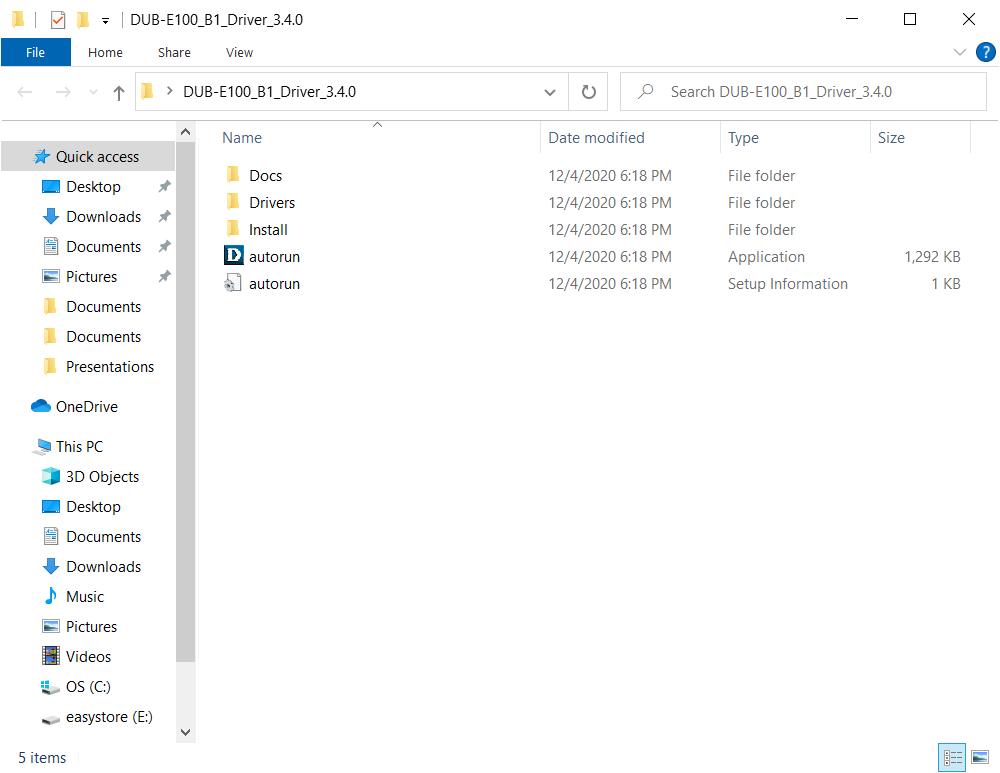 DUB-E100_B1_Driver_3.4.0
File Home Share View ?
DUB-E100_B1_Driver_3.4.0 Search DUB-E100_B1_Driver_3.4.0
Name Date modified Type Size
Docs 12/4/2020 6:18 PM File folder
Drivers 12/4/2020 6:18 PM File folder
Install 12/4/2020 6:18 PM File folder
D autorun 12/4/2020 6:18 PM Application 1,292 KB
autorun 12/4/2020 6:18 PM Setup Information 1 KB
Quick access
Desktop
Downloads
Documents
Pictures
Documents
Documents
Presentations
OneDrive
This PC
3D Objects
Desktop
Documents
Downloads
Music
Pictures
Videos
OS (C:)
easystore (E:)
5 items